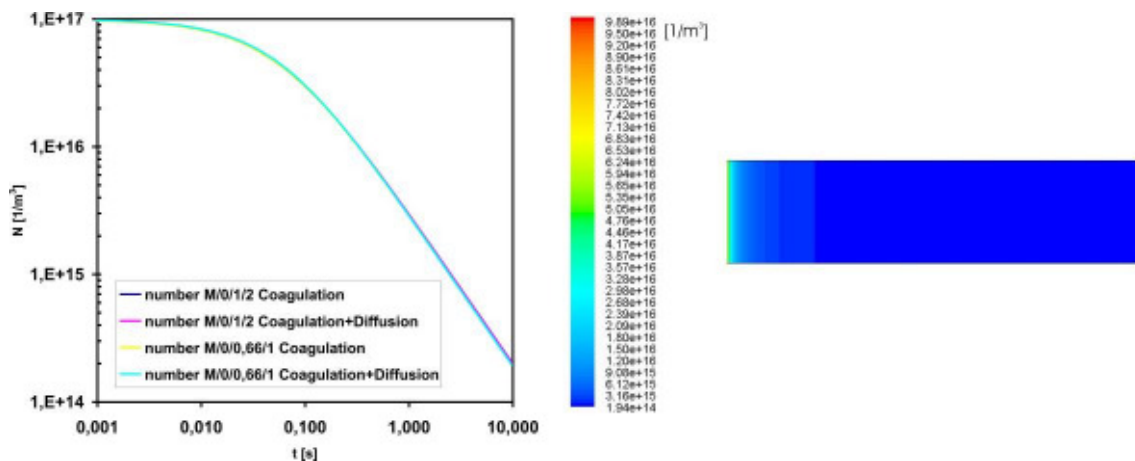 1,E+17
1,E+16
1,E+15
1,E+14
N [1/m³]
number M/0/1/2 Coagulation
number M/0/1/2 Coagulation+Diffusion
number M/0/0,66/1 Coagulation
number M/0/0,66/1 Coagulation+Diffusion
0,001
0,010
0,100
1,000
10,000
t [s]
9.89e+16
[1/m³]
9.50e+16
9.20e+16
8.90e+16
8.61e+16
8.31e+16
8.02e+16
7.72e+16
7.42e+16
7.13e+16
6.83e+16
6.53e+16
6.24e+16
5.94e+16
5.65e+16
5.35e+16
5.05e+16
4.76e+16
4.46e+16
4.17e+16
3.87e+16
3.57e+16
3.28e+16
2.98e+16
2.68e+16
2.39e+16
2.09e+16
1.80e+16
1.50e+16
1.20e+16
9.08e+15
6.12e+15
3.16e+15
1.94e+14